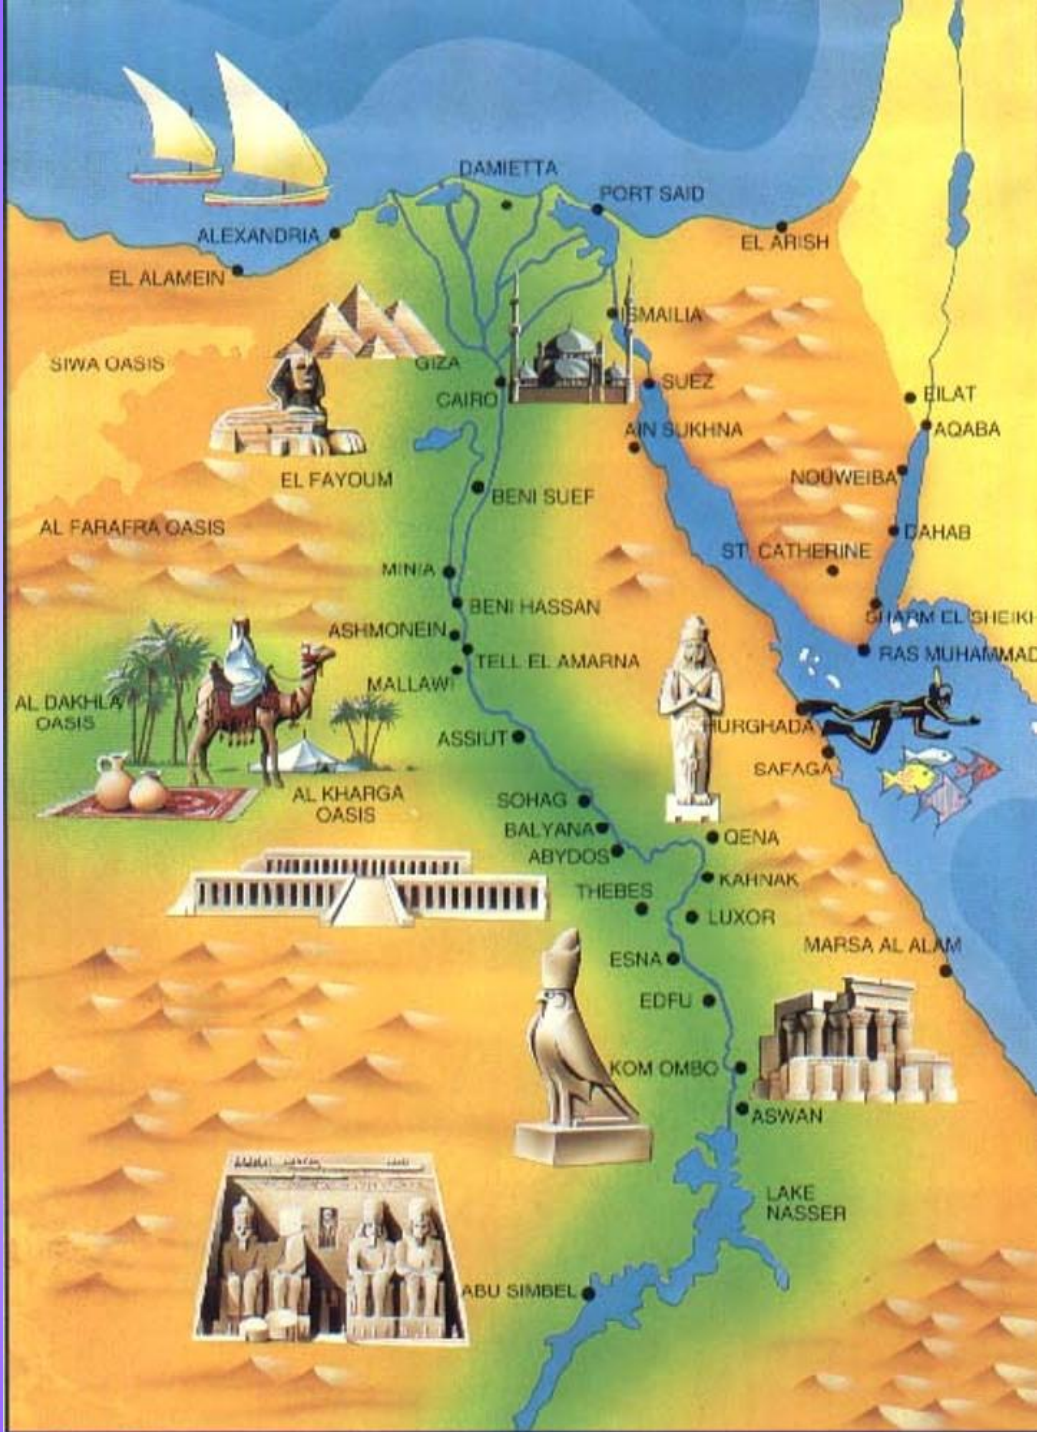 DAMIETTA
PORT SAID
ALEXANDRIA
EL ARISH
EL ALAMEIN
ISMAILIA
SIWA OASIS
GIZA
SUEZ
CAIRO
EILAT
AIN SUKHNA
AQABA
EL FAYOUM
NOUWEIBA
BENI SUEF
AL FARAFRA OASIS
DAHAB
ST. CATHERINE
MINIA
BENI HASSAN
SHARM EL SHEIKH
ASHMONEIN
TELL EL AMARNA
RAS MUHAMMAD
MALLAWI
AL DAKHLA
OASIS
HURGHADA
ASSIUT
SAFAGA
AL KHARGA
OASIS
SOHAG
BALYANA
QENA
ABYDOS
KAHNAK
THEBES
LUXOR
MARSA AL ALAM
ESNA
EDFU
KOM OMBO
ASWAN
LAKE
NASSER
ABU SIMBEL